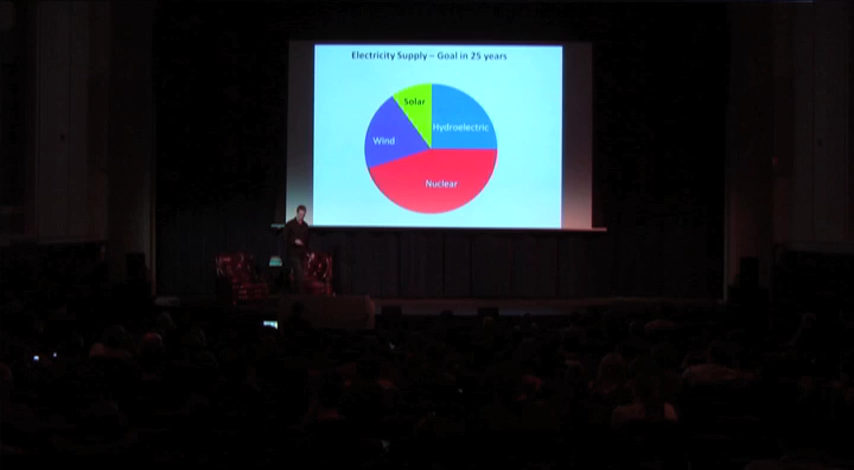 Electricity Supply – Goal in 25 years
Solar
Hydroelectric
Wind
Nuclear